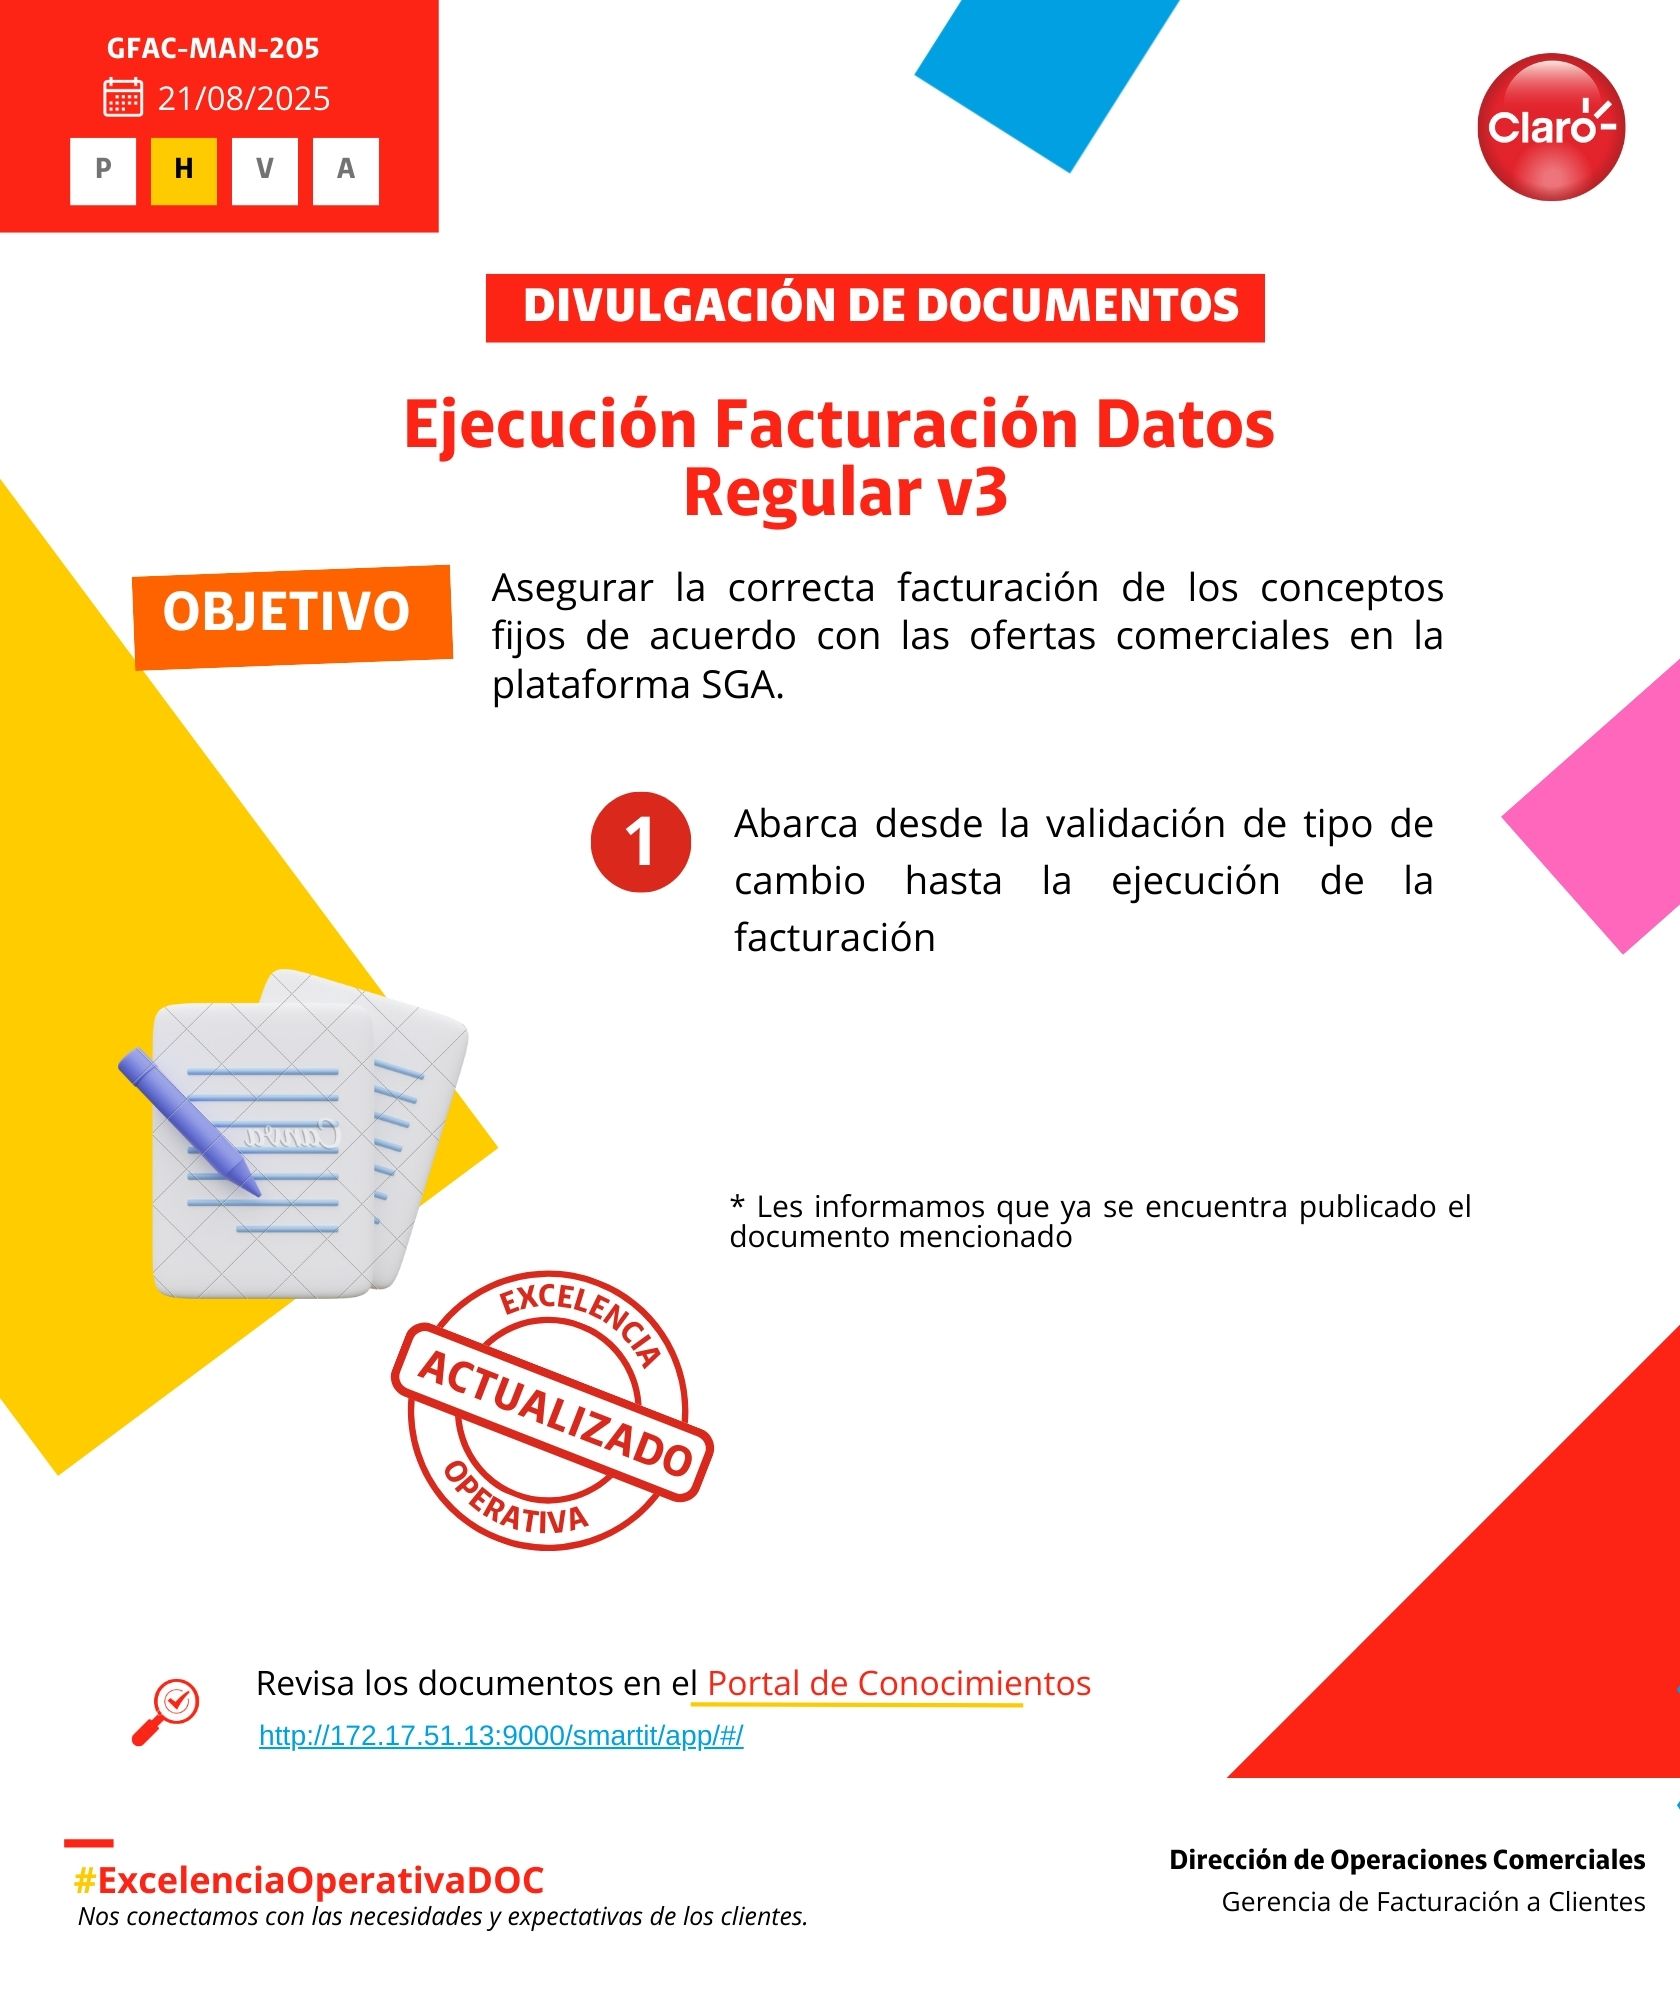 GFAC-MAN-205
21/08/2025
P H V A
Claro
DIVULGACIÓN DE DOCUMENTOS
Ejecución Facturación Datos
Regular v3
OBJETIVO
Asegurar la correcta facturación de los conceptos
fijos de acuerdo con las ofertas comerciales en la
plataforma SGA.
1
Abarca desde la validación de tipo de
cambio hasta la ejecución de la
facturación
Canva
* Les informamos que ya se encuentra publicado el
documento mencionado
EXCELENCIA
ACTUALIZADO
OPERATIVA
Revisa los documentos en el Portal de Conocimientos
http://172.17.51.13:9000/smartit/app/#/
#ExcelenciaOperativaDOC
Nos conectamos con las necesidades y expectativas de los clientes.
Dirección de Operaciones Comerciales
Gerencia de Facturación a Clientes